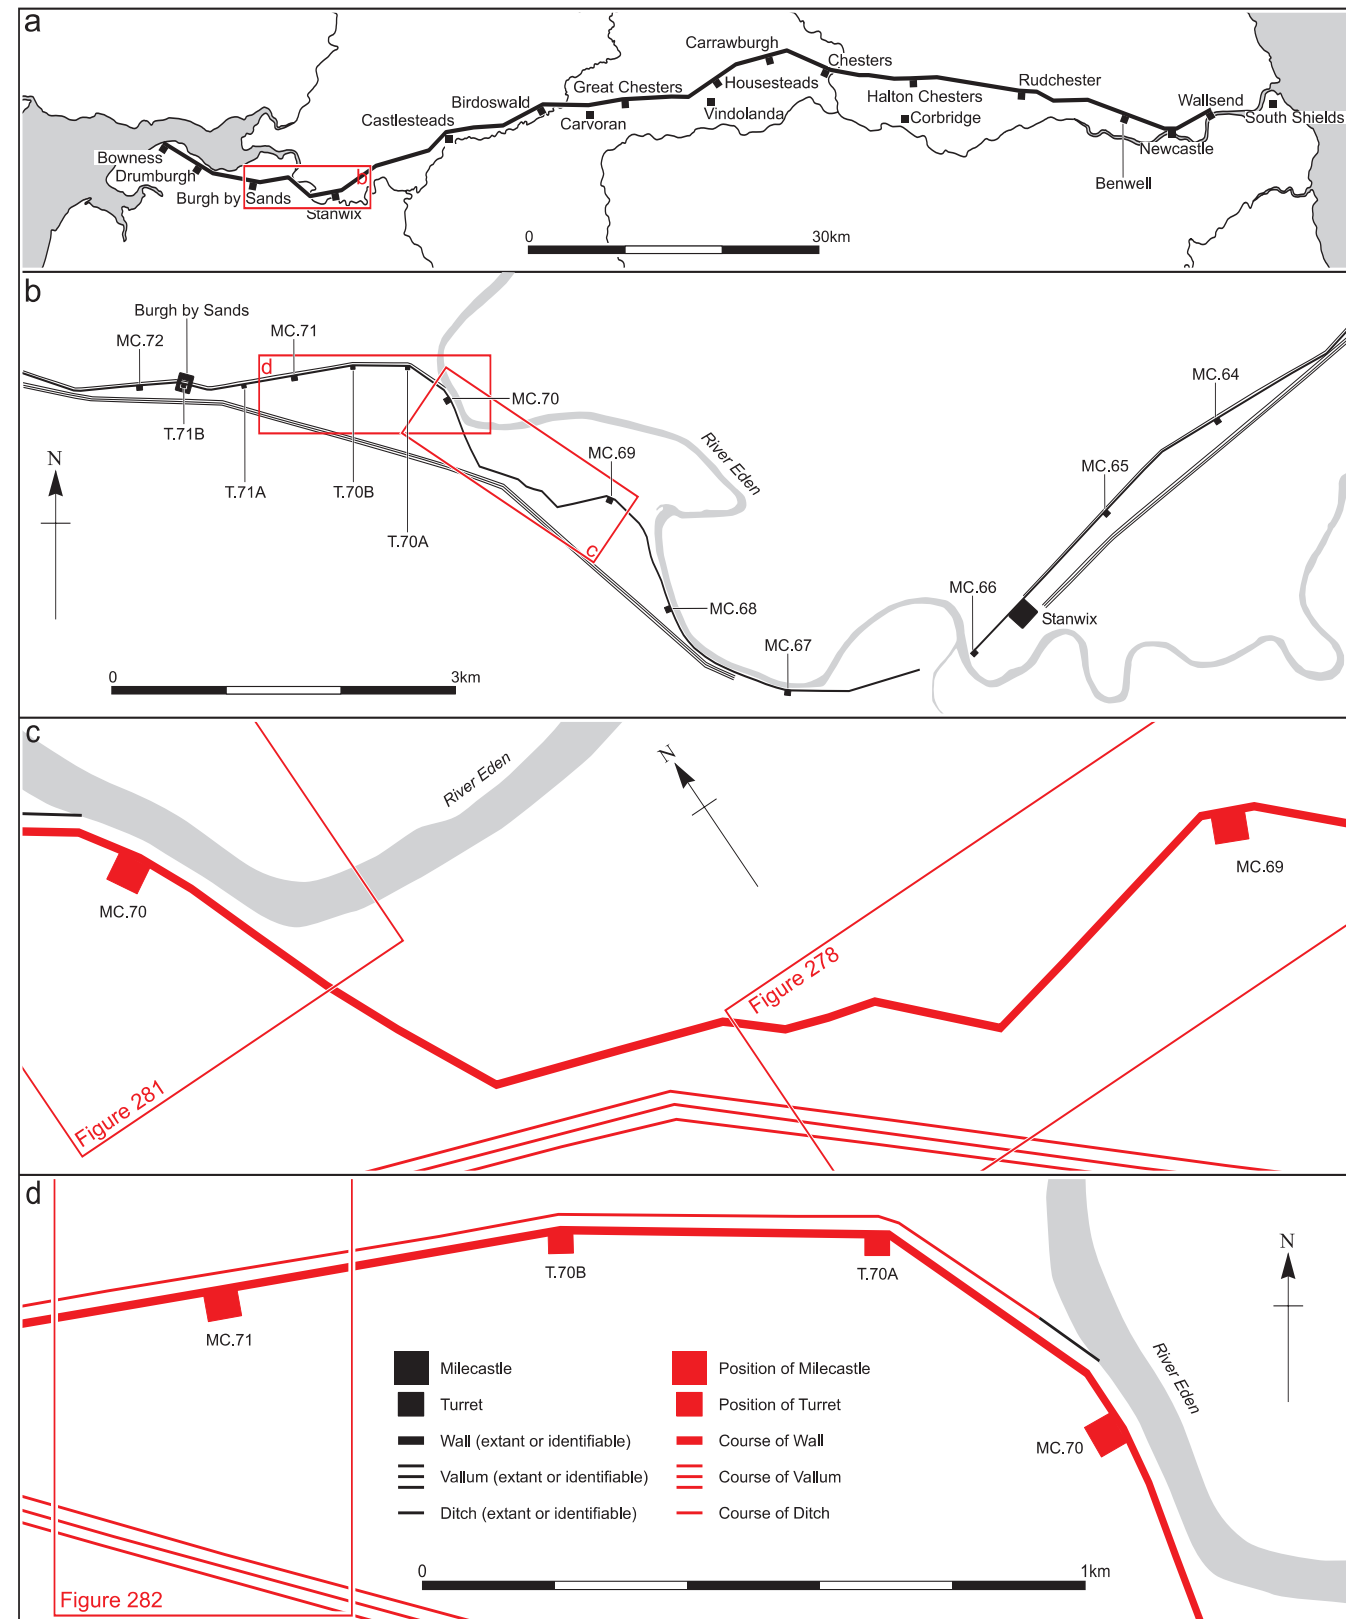 a
Carrawburgh
Chesters
Great Chesters
Housesteads
Rudchester
Birdoswald
Halton Chesters
Wallsend
Castlesteads
Carvoran
Vindolanda
Corbridge
South Shields
Newcastle
Bowness
Drumburgh
b
Benwell
Burgh by Sands
Stanwix
0
30km
b
Burgh by Sands
MC.71
MC.72
d
MC.64
MC.70
T.71B
River Eden
MC.69
N
MC.65
T.71A
T.70B
T.70A
c
MC.66
MC.68
Stanwix
MC.67
0
3km
c
N
River Eden
MC.69
MC.70
Figure 278
Figure 281
d
N
T.70B
T.70A
MC.71
River Eden
Milecastle
Position of Milecastle
Turret
Position of Turret
Wall (extant or identifiable)
Course of Wall
MC.70
Vallum (extant or identifiable)
Course of Vallum
Ditch (extant or identifiable)
Course of Ditch
0
1km
Figure 282